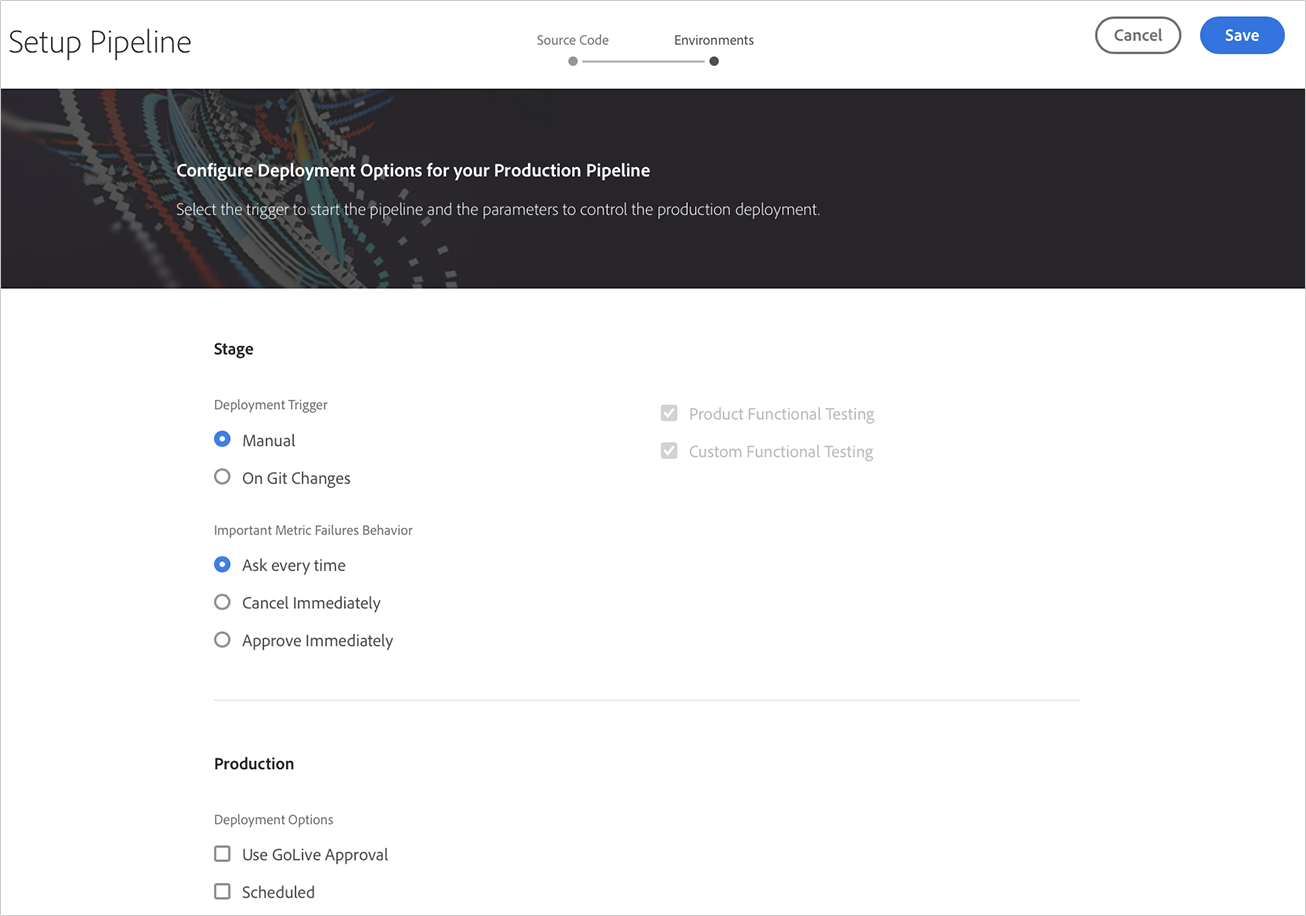 Setup Pipeline
Source Code
Environments
Cancel
Save
Configure Deployment Options for your Production Pipeline
Select the trigger to start the pipeline and the parameters to control the production deployment.
Stage
Deployment Trigger
Manual
On Git Changes
Product Functional Testing
Custom Functional Testing
Important Metric Failures Behavior
Ask every time
Cancel Immediately
Approve Immediately
Production
Deployment Options
Use GoLive Approval
Scheduled